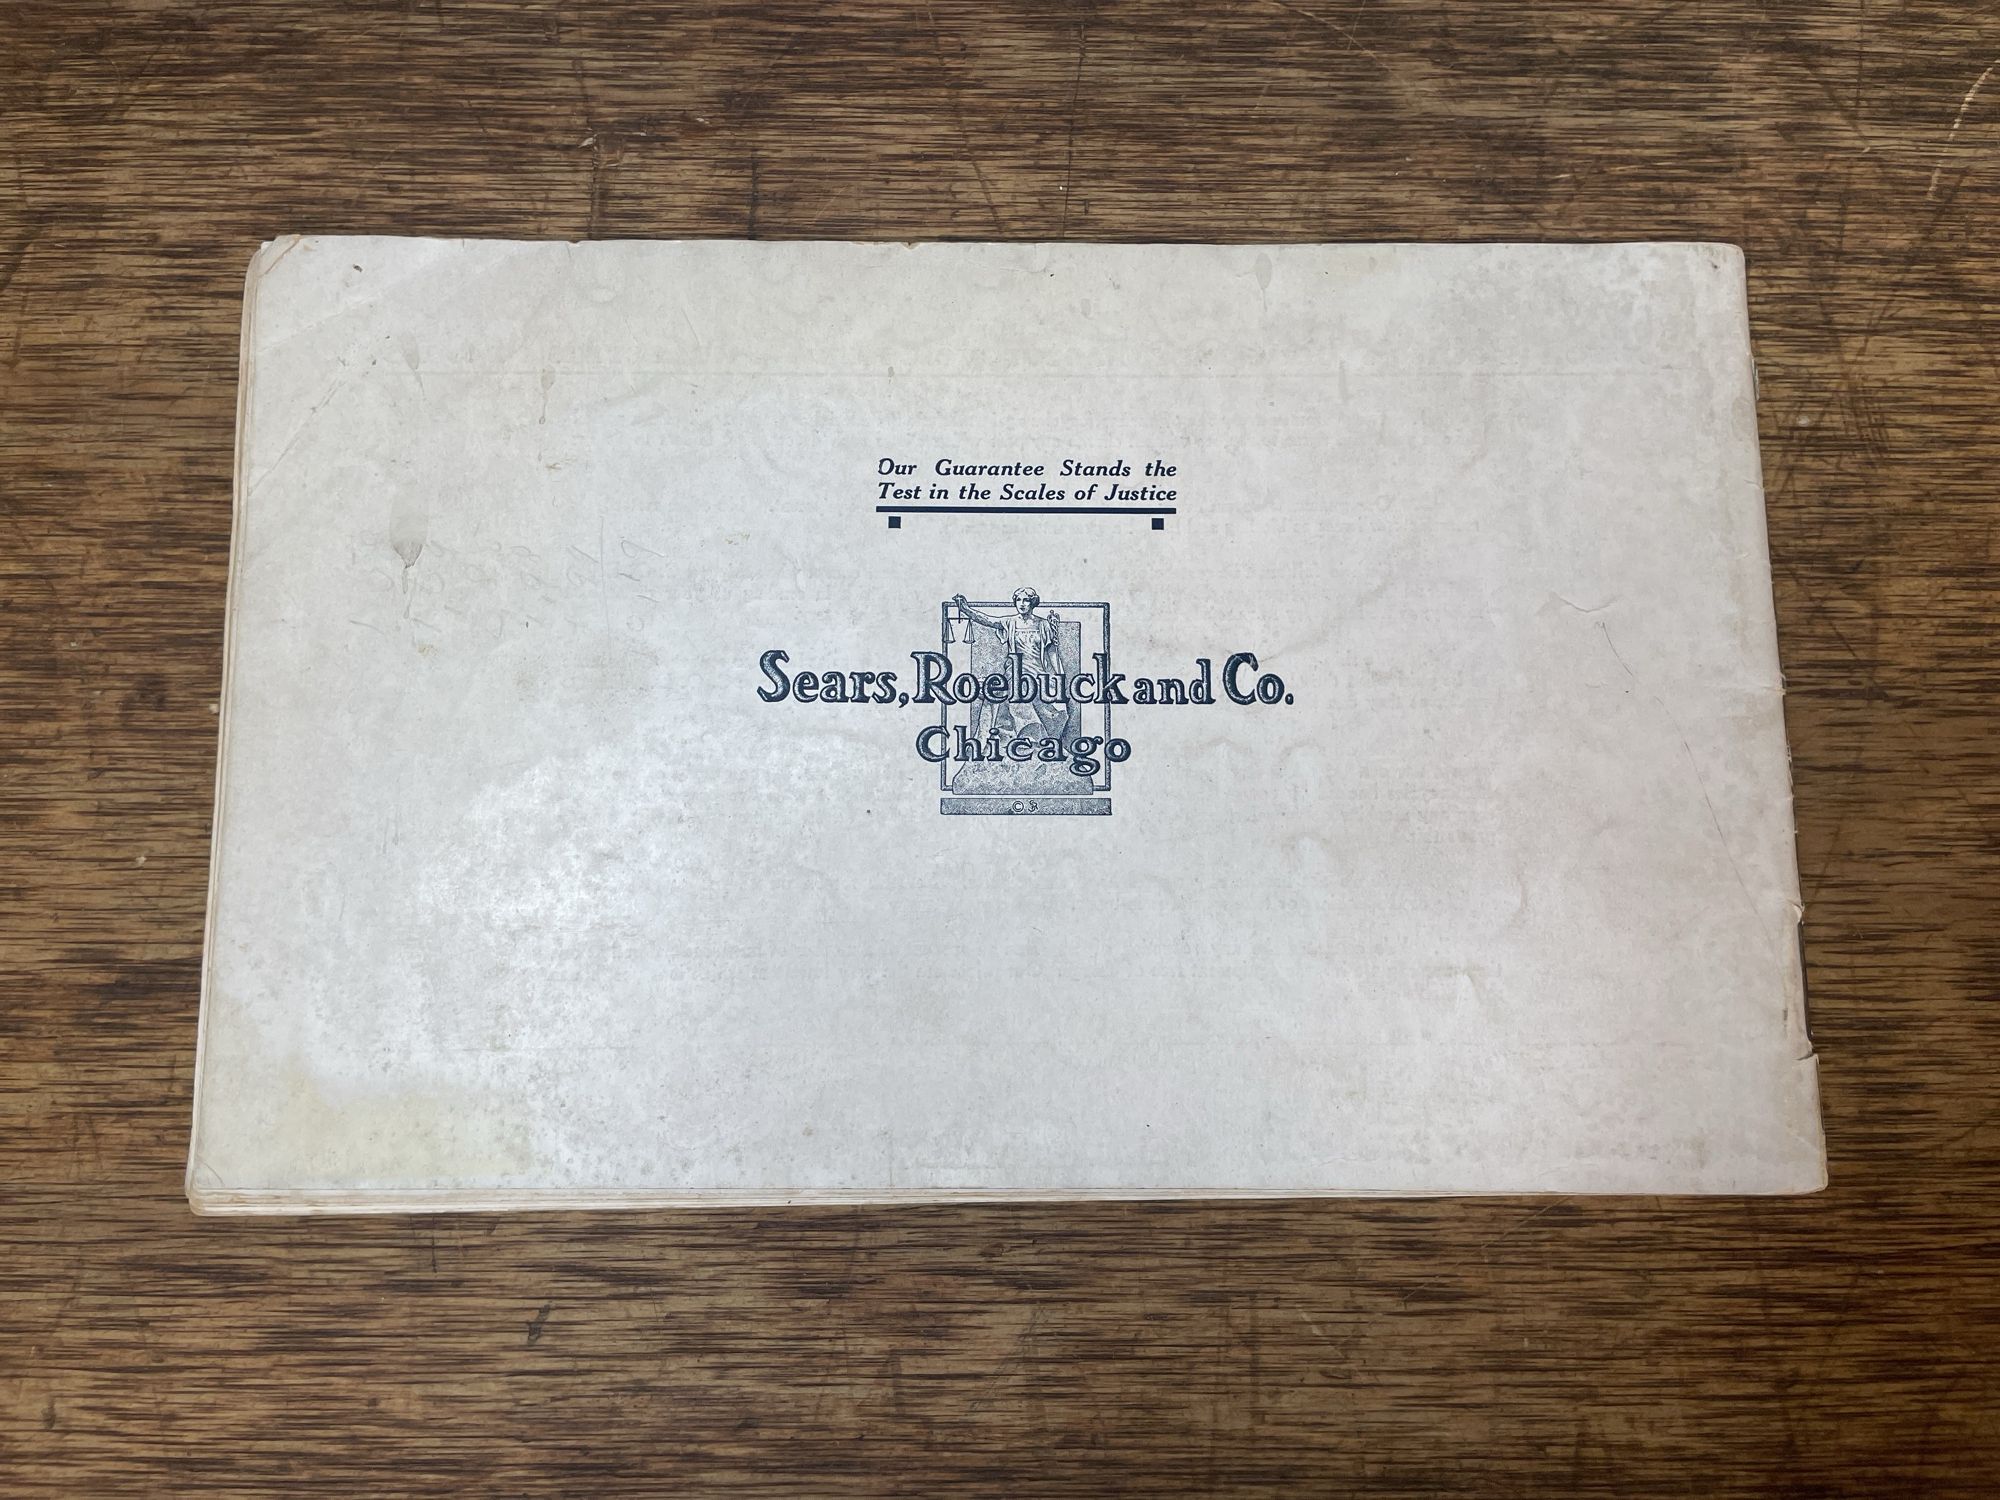 Our Guarantee Stands the
Test in the Scales of Justice
Sears, Roebuck and Co.
Chicago
©